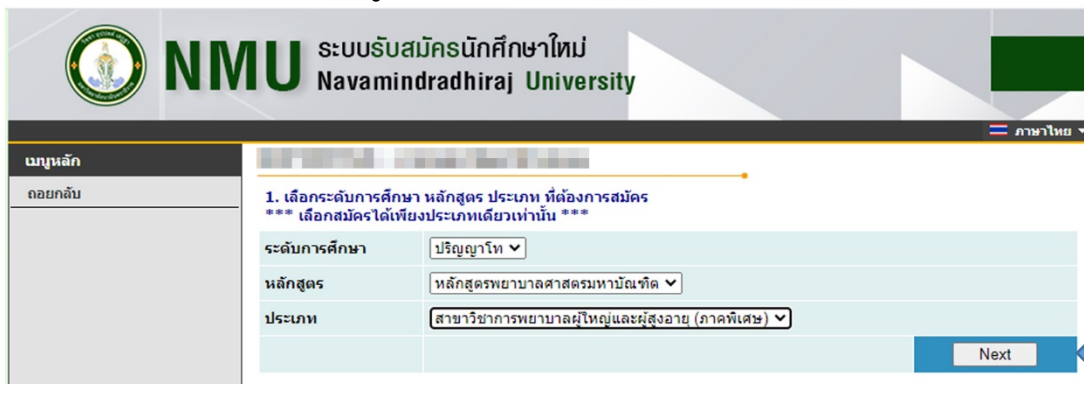 NMU ระบบรับสมัครนักศึกษาใหม่
Navamindradhiraj University
ภาษาไทย
เมนูหลัก
ถอยกลับ
1. เลือกระดับการศึกษา หลักสูตร ประเภท ที่ต้องการสมัคร
*** เลือกสมัครได้เพียงประเภทเดียวเท่านั้น ***
ระดับการศึกษา ปริญญาโท
หลักสูตร หลักสูตรพยาบาลศาสตรมหาบัณฑิต
ประเภท สาขาวิชาการพยาบาลผู้ใหญ่และผู้สูงอายุ (ภาคพิเศษ)
Next